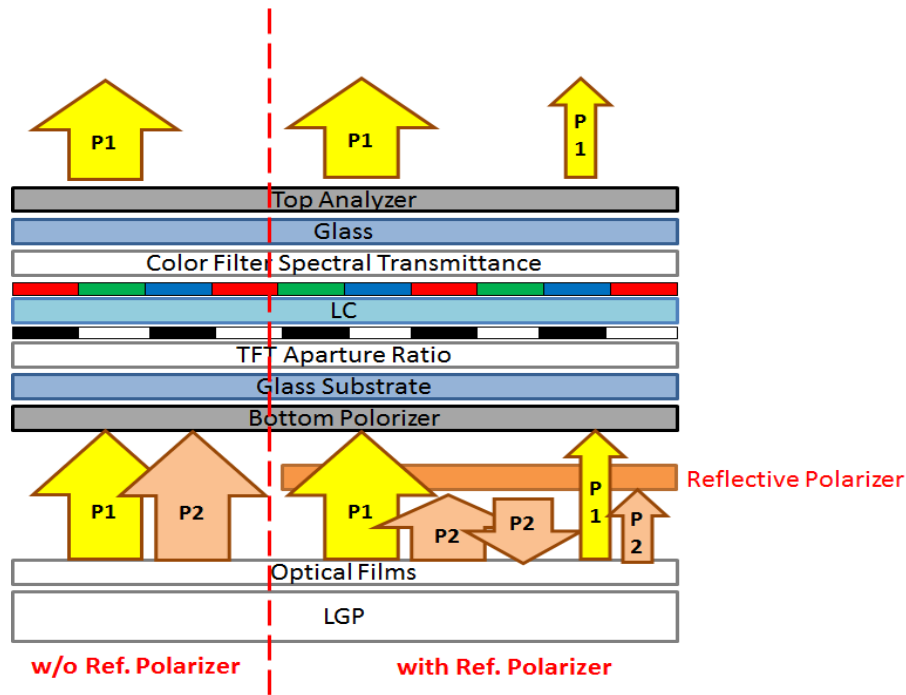 P1
P1
P
1
Top Analyzer
Glass
Color Filter Spectral Transmittance
LC
TFT Aparture Ratio
Glass Substrate
Bottom Polorizer
Reflective Polarizer
P1
P2
P1
P2
P2
P
1
P
2
Optical Films
LGP
w/o Ref. Polarizer
with Ref. Polarizer